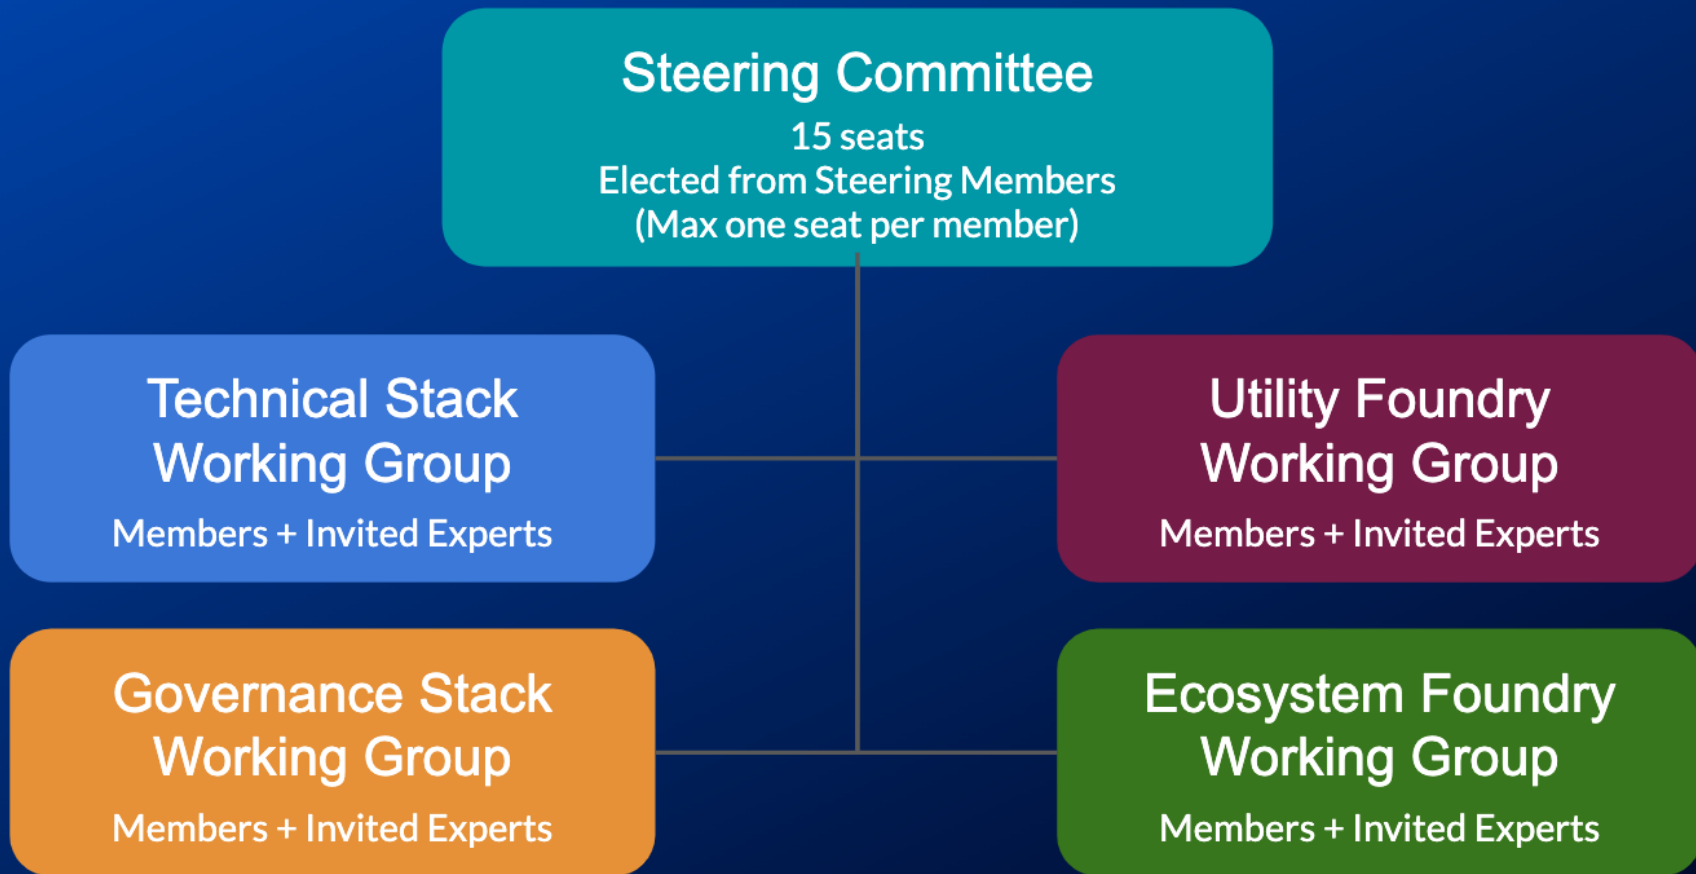 Steering Committee
15 seats
Elected from Steering Members
(Max one seat per member)
Technical Stack
Working Group
Members + Invited Experts
Utility Foundry
Working Group
Members + Invited Experts
Governance Stack
Working Group
Members + Invited Experts
Ecosystem Foundry
Working Group
Members + Invited Experts